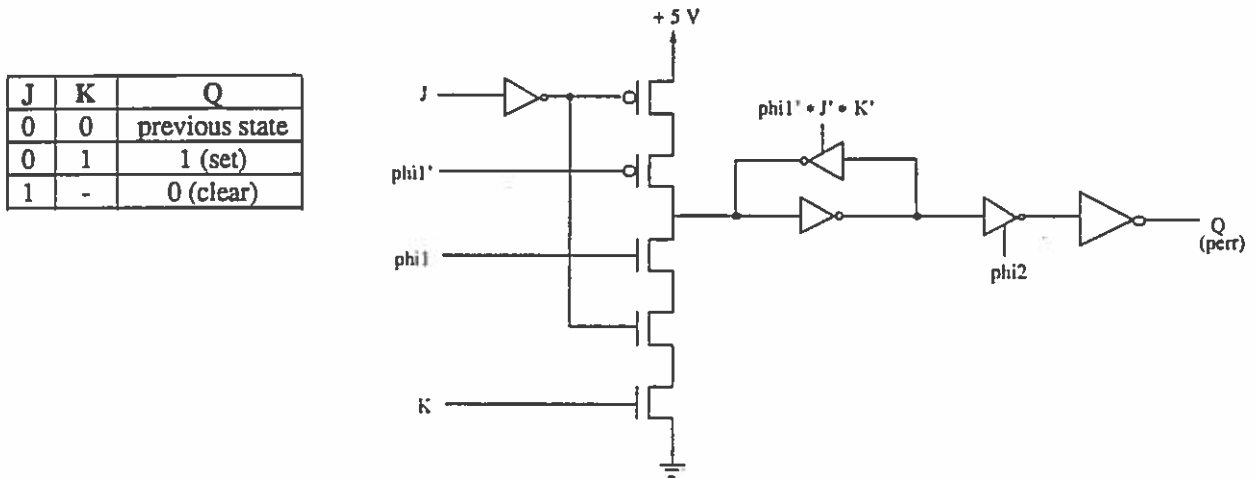 J K Q
0 0 previous state
0 1 1 (set)
1 - 0 (clear)
+ 5 V
J
phi1' * J' * K'
phi1'
phi1
phi2
Q
(perr)
K